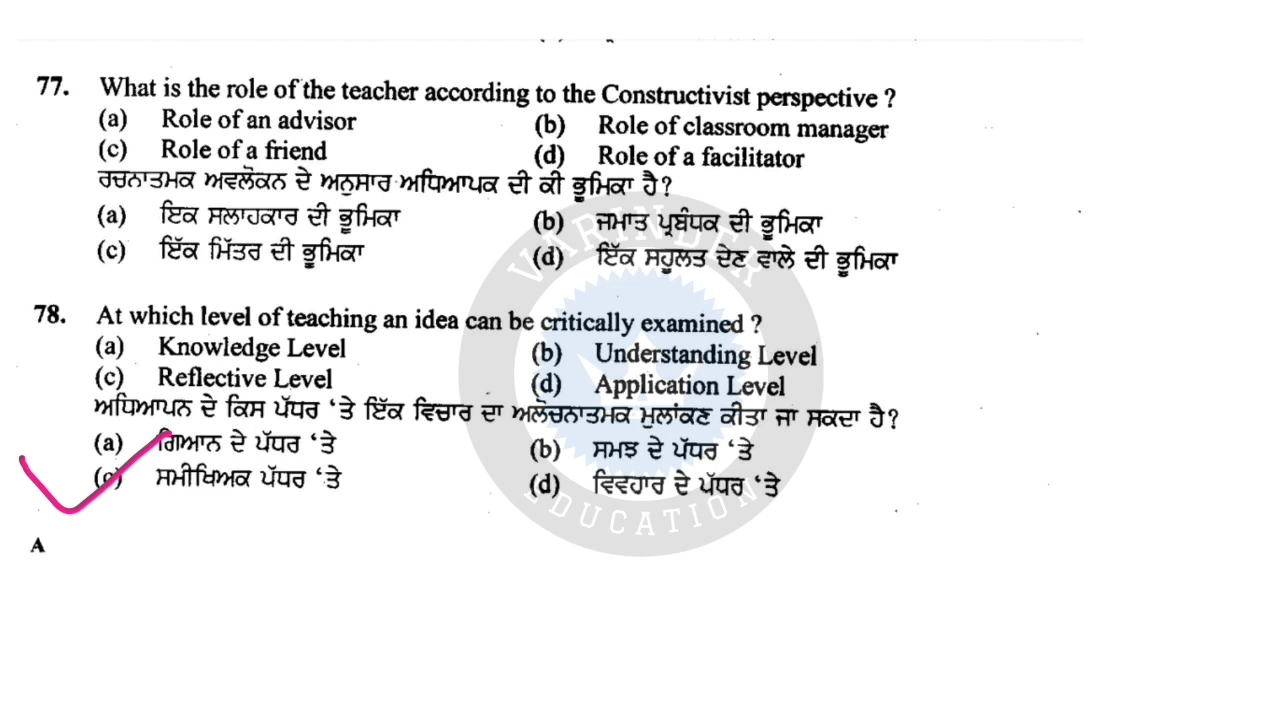 77. What is the role of the teacher according to the Constructivist perspective ?
(a) Role of an advisor (b) Role of classroom manager
(c) Role of a friend (d) Role of a facilitator
ਰਚਨਾਤਮਕ ਅਵਲੋਕਨ ਦੇ ਅਨੁਸਾਰ ਅਧਿਆਪਕ ਦੀ ਕੀ ਭੂਮਿਕਾ ਹੈ?
(a) ਇਕ ਸਲਾਹਕਾਰ ਦੀ ਭੂਮਿਕਾ (b) ਜਮਾਤ ਪ੍ਰਬੰਧਕ ਦੀ ਭੂਮਿਕਾ
(c) ਇੱਕ ਮਿੱਤਰ ਦੀ ਭੂਮਿਕਾ (d) ਇੱਕ ਸਹੂਲਤ ਦੇਣ ਵਾਲੇ ਦੀ ਭੂਮਿਕਾ
78. At which level of teaching an idea can be critically examined ?
(a) Knowledge Level (b) Understanding Level
(c) Reflective Level (d) Application Level
ਅਧਿਆਪਨ ਦੇ ਕਿਸ ਪੱਧਰ ‘ਤੇ ਇੱਕ ਵਿਚਾਰ ਦਾ ਅਲੋਚਨਾਤਮਕ ਮੁਲਾਂਕਣ ਕੀਤਾ ਜਾ ਸਕਦਾ ਹੈ?
(a) ਗਿਆਨ ਦੇ ਪੱਧਰ ‘ਤੇ (b) ਸਮਝ ਦੇ ਪੱਧਰ ‘ਤੇ
(c) ਸਮੀਖਿਅਕ ਪੱਧਰ ‘ਤੇ (d) ਵਿਵਹਾਰ ਦੇ ਪੱਧਰ ‘ਤੇ
A
VARINDER
EDUCATION